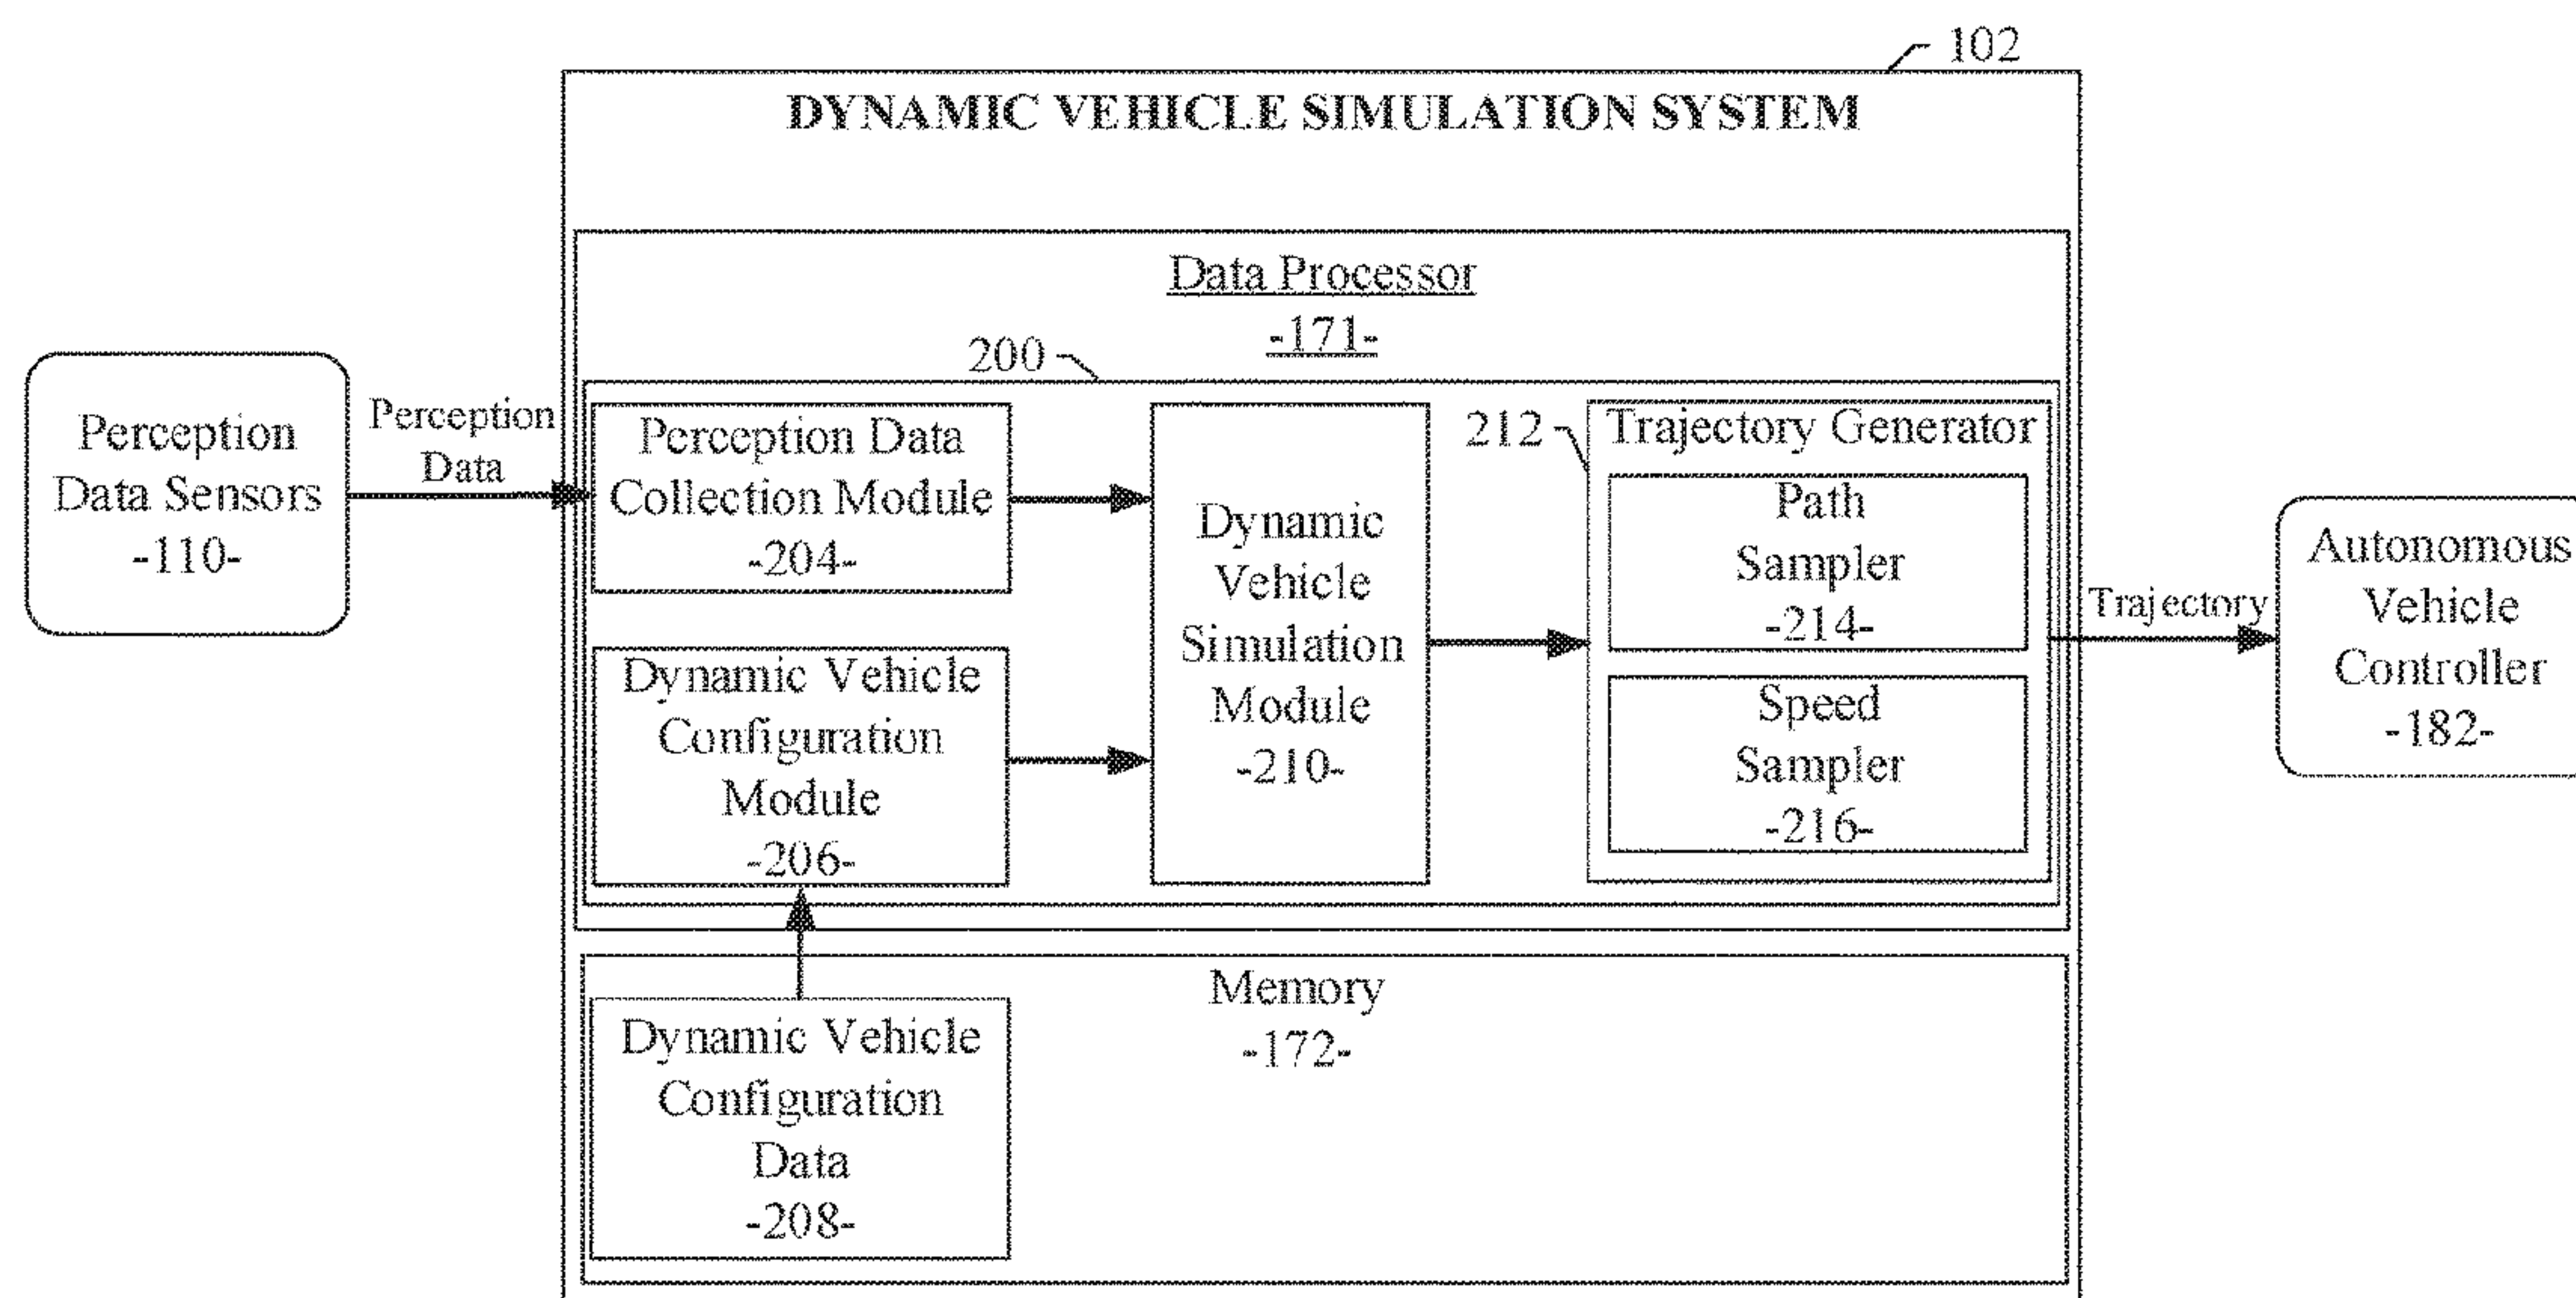 102
DYNAMIC VEHICLE SIMULATION SYSTEM
Data Processor
-171-
200
Perception
Data Sensors
-110-
Perception
Data
Perception Data
Collection Module
-204-
Dynamic Vehicle
Configuration
Module
-206-
Dynamic
Vehicle
Simulation
Module
-210-
212
Trajectory Generator
Path
Sampler
-214-
Speed
Sampler
-216-
Trajectory
Autonomous
Vehicle
Controller
-182-
Memory
-172-
Dynamic Vehicle
Configuration
Data
-208-